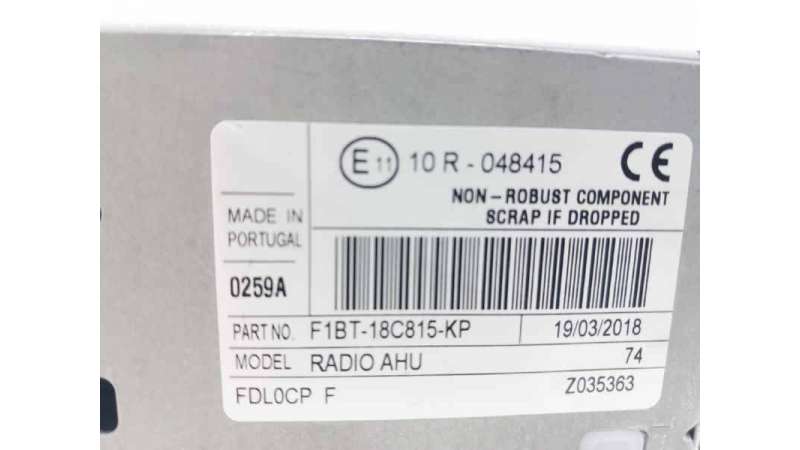 E 11 10 R - 048415 CE
NON - ROBUST COMPONENT
SCRAP IF DROPPED
MADE IN
PORTUGAL
0259A
PART NO. F1BT-18C815-KP 19/03/2018
MODEL RADIO AHU 74
FDL0CP F Z035363